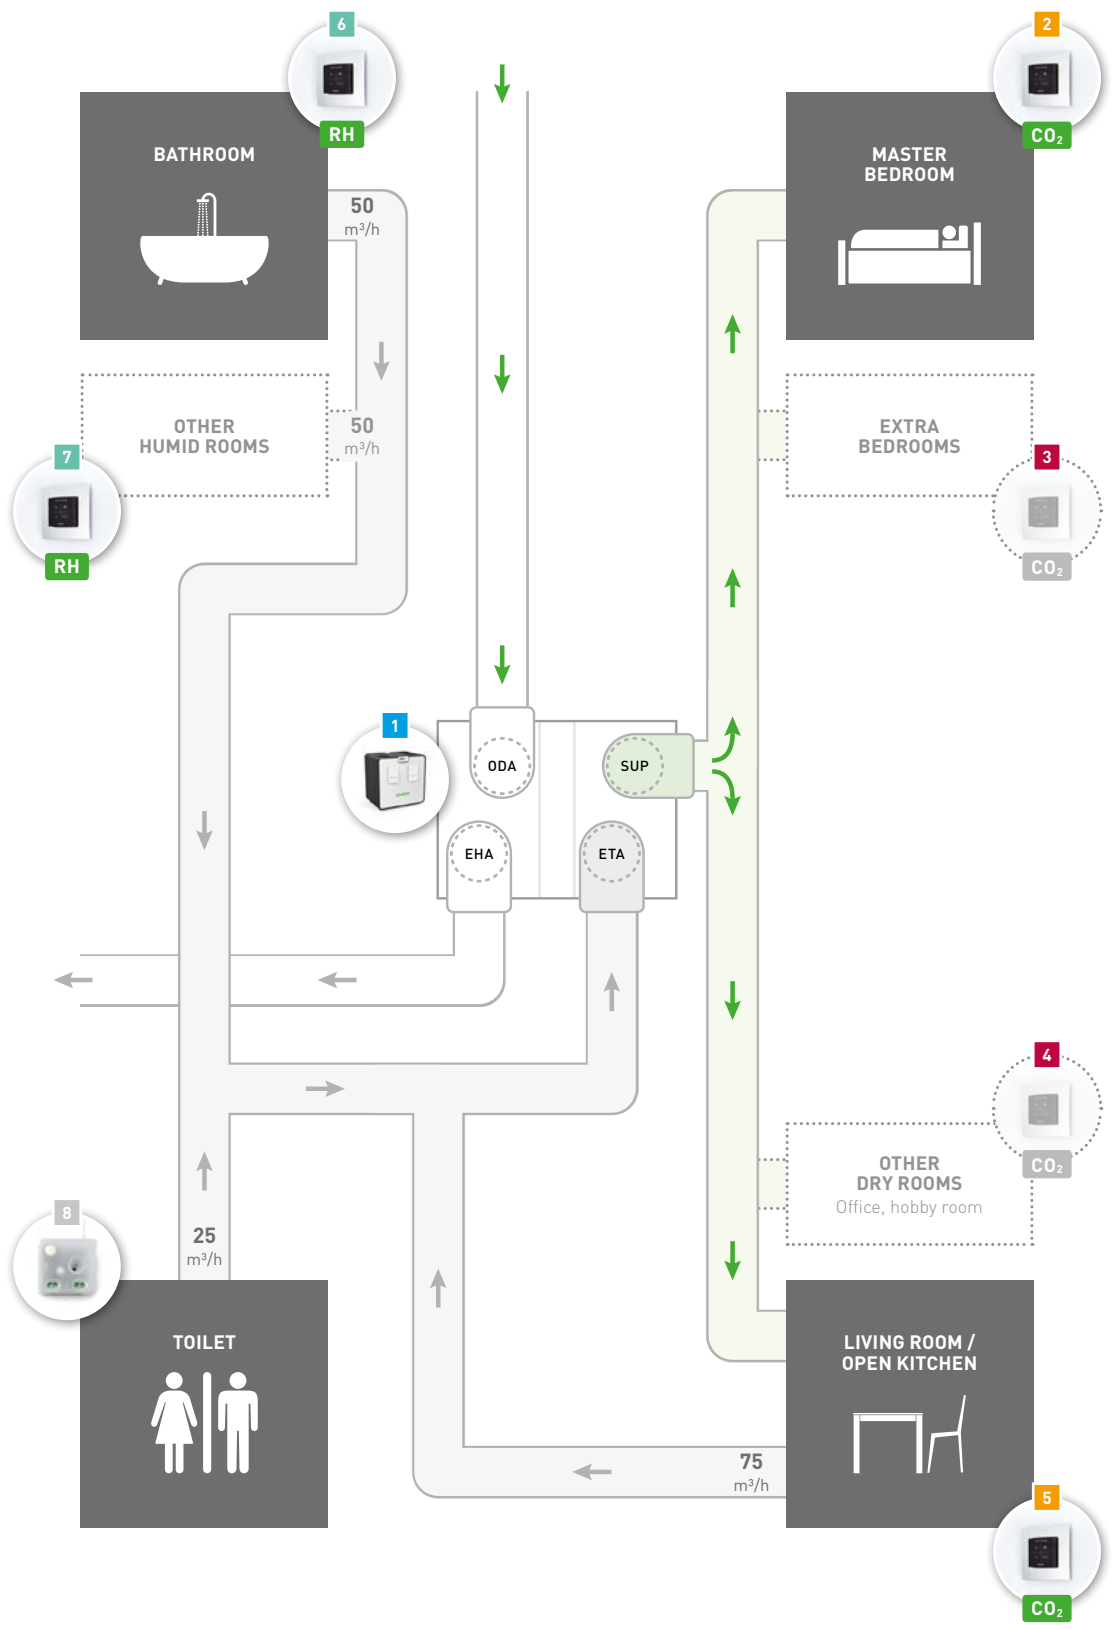 6
RH
BATHROOM
50
m³/h
2
CO₂
MASTER
BEDROOM
OTHER
HUMID ROOMS
50
m³/h
7
RH
EXTRA
BEDROOMS
3
CO₂
1
ODA
SUP
EHA
ETA
4
CO₂
OTHER
DRY ROOMS
Office, hobby room
8
25
m³/h
TOILET
LIVING ROOM /
OPEN KITCHEN
75
m³/h
5
CO₂